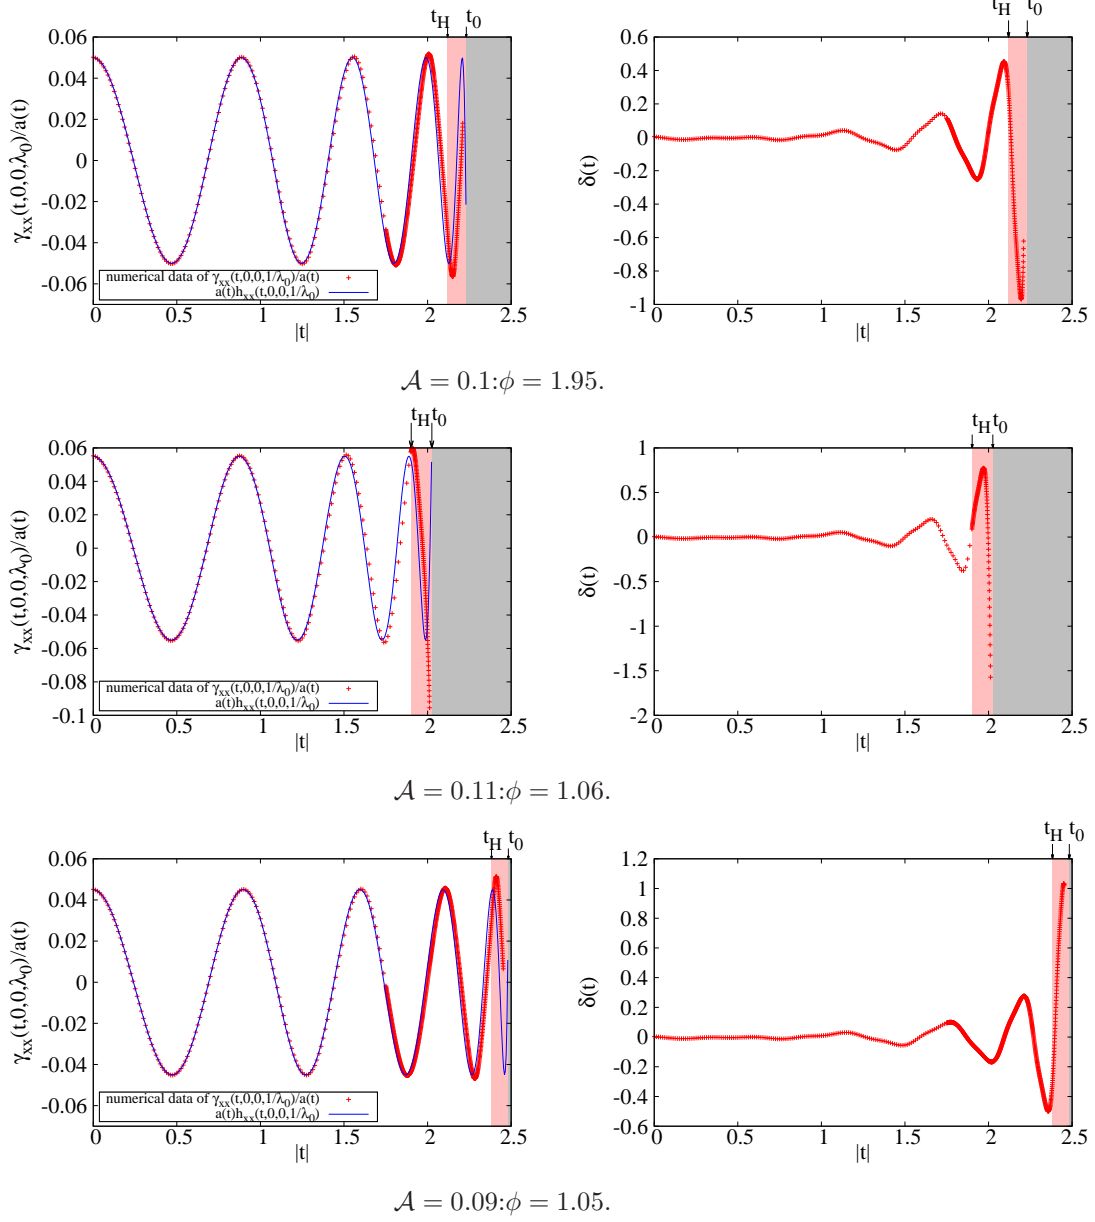 t_H t_0
γ_xx(t,0,0,λ_0)/a(t)
0.06
0.04
0.02
0
-0.02
-0.04
-0.06
numerical data of γ_xx(t,0,0,1/λ_0)/a(t)
a(t)h_xx(t,0,0,1/λ_0)
0 0.5 1 1.5 2 2.5
|t|
t_H t_0
δ(t)
0.6
0.4
0.2
0
-0.2
-0.4
-0.6
-0.8
-1
0 0.5 1 1.5 2 2.5
|t|
𝒜 = 0.1:ϕ = 1.95.
t_H t_0
γ_xx(t,0,0,λ_0)/a(t)
0.06
0.04
0.02
0
-0.02
-0.04
-0.06
-0.08
-0.1
numerical data of γ_xx(t,0,0,1/λ_0)/a(t)
a(t)h_xx(t,0,0,1/λ_0)
0 0.5 1 1.5 2 2.5
|t|
t_H t_0
δ(t)
1
0.5
0
-0.5
-1
-1.5
-2
0 0.5 1 1.5 2 2.5
|t|
𝒜 = 0.11:ϕ = 1.06.
t_H t_0
γ_xx(t,0,0,λ_0)/a(t)
0.06
0.04
0.02
0
-0.02
-0.04
-0.06
numerical data of γ_xx(t,0,0,1/λ_0)/a(t)
a(t)h_xx(t,0,0,1/λ_0)
0 0.5 1 1.5 2 2.5
|t|
t_H t_0
δ(t)
1.2
1
0.8
0.6
0.4
0.2
0
-0.2
-0.4
-0.6
0 0.5 1 1.5 2 2.5
|t|
𝒜 = 0.09:ϕ = 1.05.